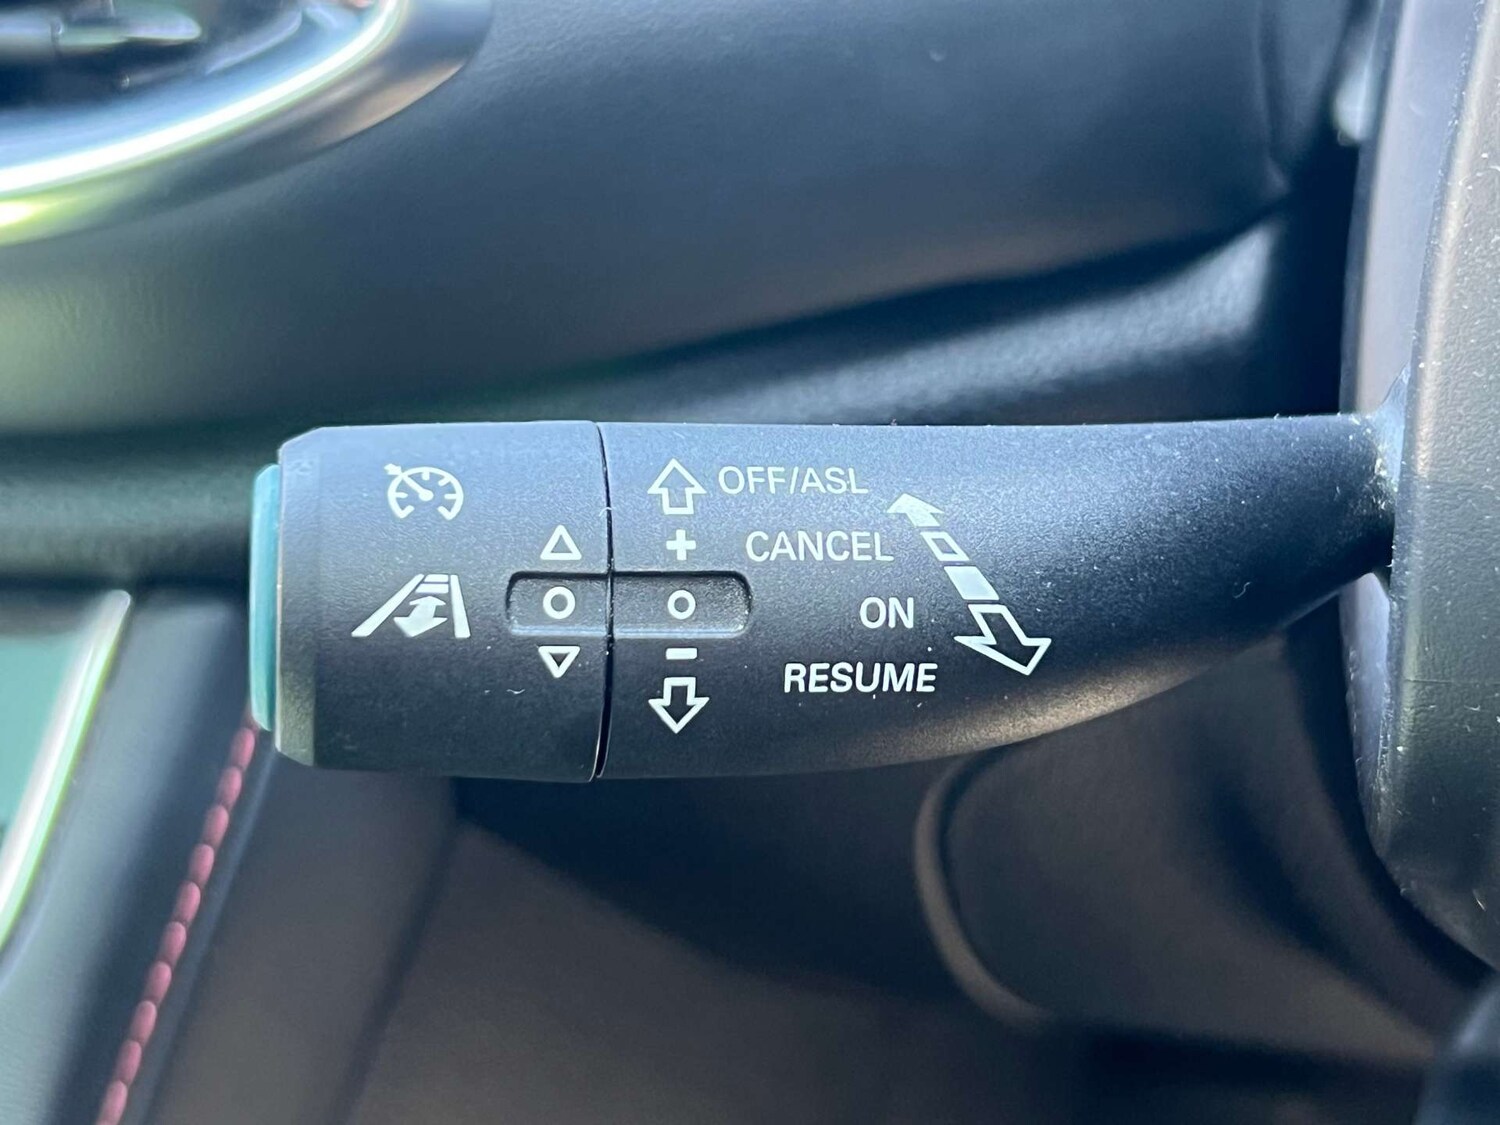 OFF/ASL
+
CANCEL
ON
-
RESUME